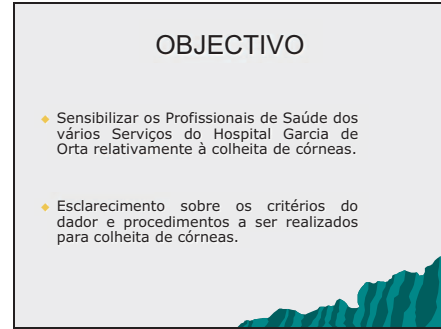 OBJECTIVO
Sensibilizar os Profissionais de Saúde dos
vários Serviços do Hospital Garcia de
Orta relativamente à colheita de córneas.
Esclarecimento sobre os critérios do
dador e procedimentos a ser realizados
para colheita de córneas.